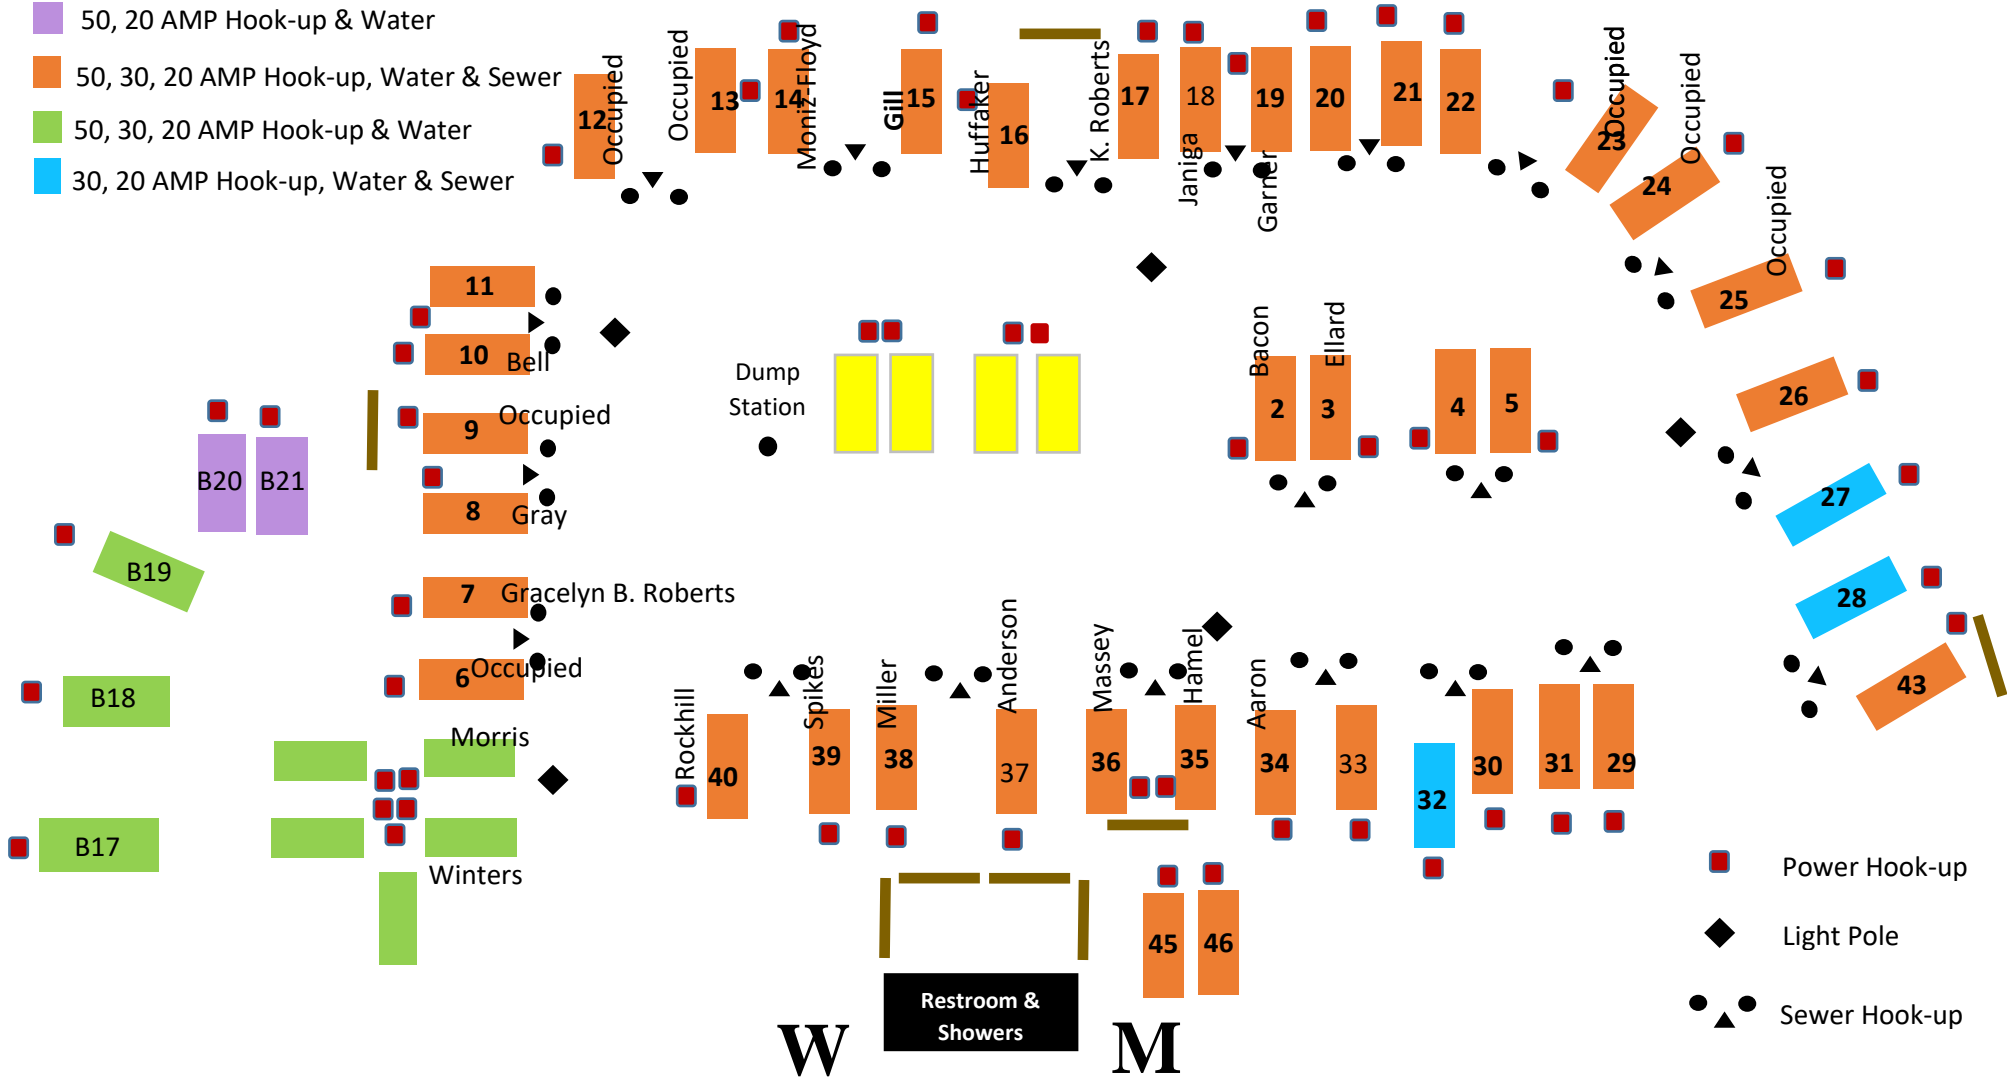 50, 20 AMP Hook-up & Water
50, 30, 20 AMP Hook-up, Water & Sewer
50, 30, 20 AMP Hook-up & Water
30, 20 AMP Hook-up, Water & Sewer
12
Occupied
Occupied
13
14
Moniz-Floyd
Gill
15
Huffaker
16
K. Roberts
17
18
Janiga
19
Garner
20
21
22
23
Occupied
24
Occupied
25
Occupied
11
10
Bell
9
Occupied
8
Gray
7
Gracelyn B. Roberts
6
Occupied
Dump
Station
Bacon
2
Ellard
3
4
5
26
27
28
43
B20
B21
B19
B18
B17
Morris
Winters
Rockhill
40
Spikes
39
Miller
38
Anderson
37
Massey
36
Hamel
35
Aaron
34
33
32
30
31
29
45
46
Restroom &
Showers
W
M
Power Hook-up
Light Pole
Sewer Hook-up